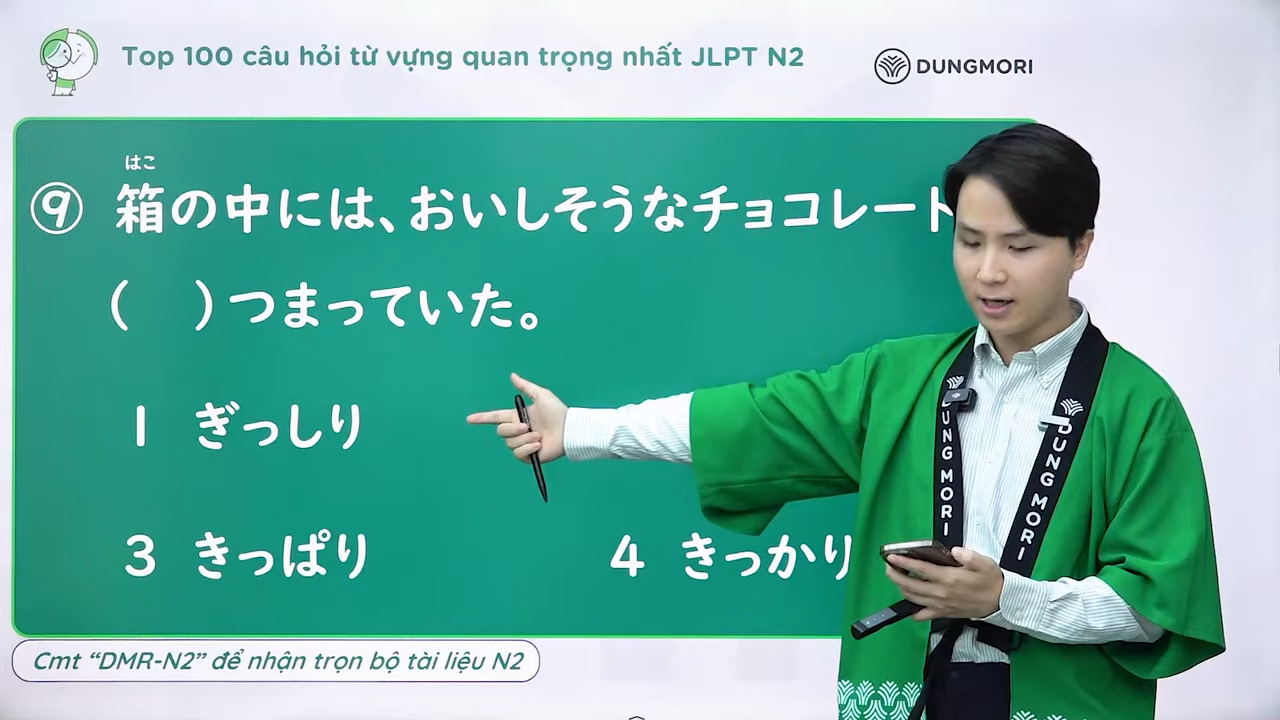 Top 100 câu hỏi từ vựng quan trọng nhất JLPT N2
DUNGMORI
はこ
⑨ 箱の中には、おいしそうなチョコレート
(　)つまっていた。
1 ぎっしり
3 きっぱり
4 きっかり
DUNG MORI
DUNG MORI
Cmt “DMR-N2” để nhận trọn bộ tài liệu N2